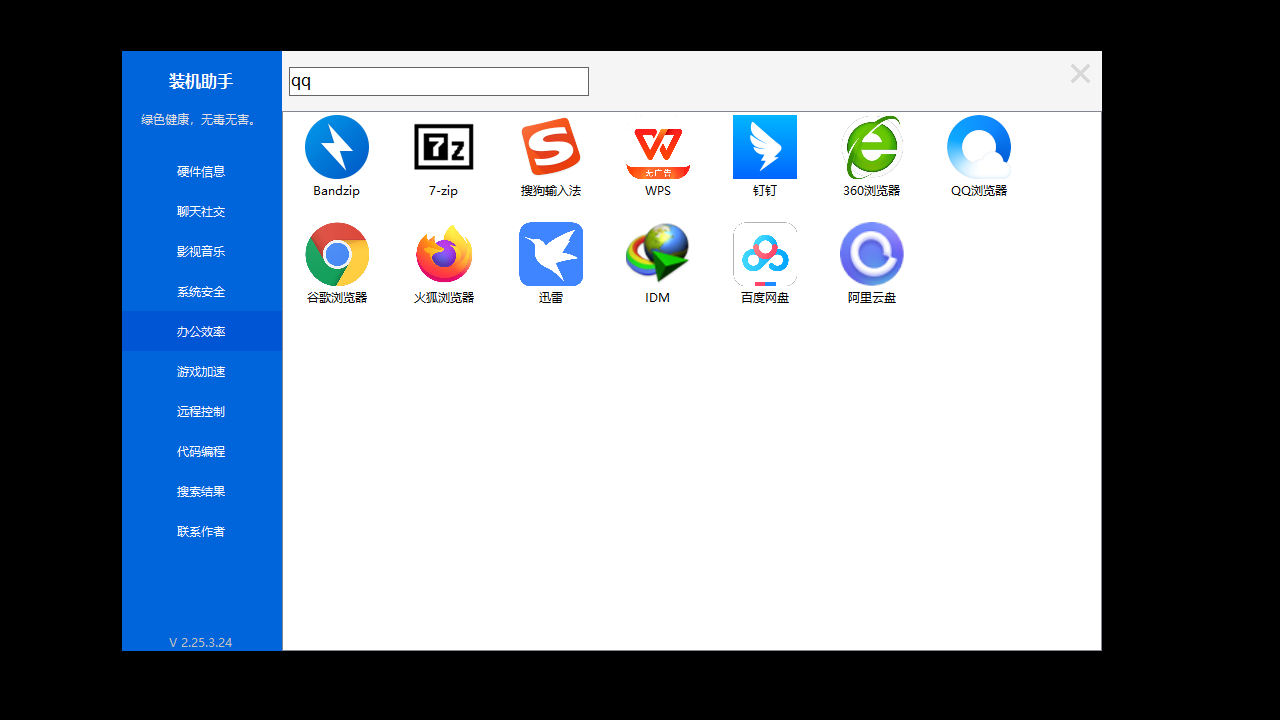 装机助手
绿色健康，无毒无害。
硬件信息
聊天社交
影视音乐
系统安全
办公效率
游戏加速
远程控制
代码编程
搜索结果
联系作者
V 2.25.3.24
qq
Bandzip
7-zip
搜狗输入法
WPS
钉钉
360浏览器
QQ浏览器
无广告
谷歌浏览器
火狐浏览器
迅雷
IDM
百度网盘
阿里云盘